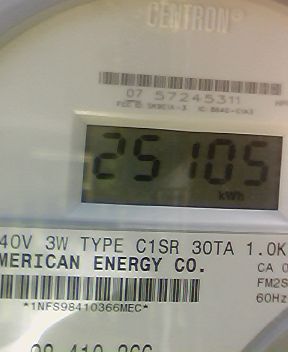 CENTRON®
07 57245311
25105
kWh
40V 3W TYPE C1SR 30TA 1.0K
MERICAN ENERGY CO.
CA 0
FM2S
60Hz
*1NFS98410366MEC*